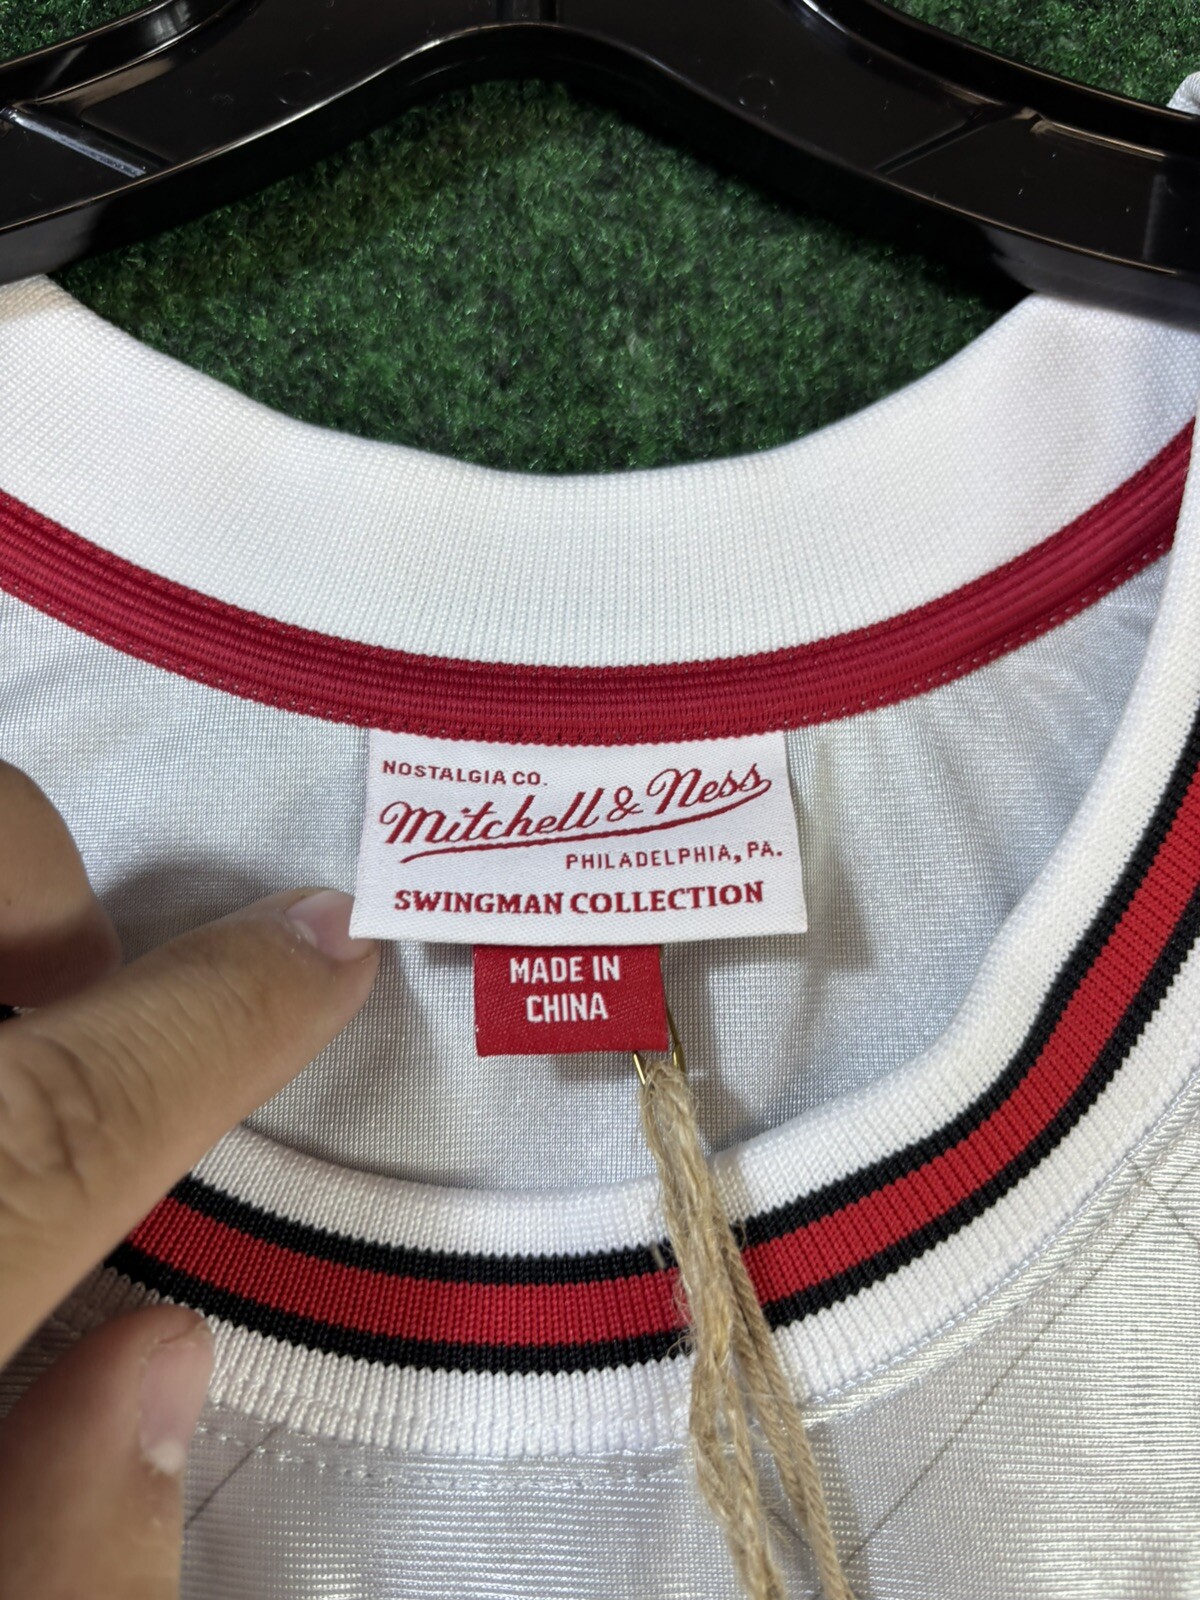 NOSTALGIA CO.
Mitchell & Ness
PHILADELPHIA, PA.
SWINGMAN COLLECTION
MADE IN
CHINA